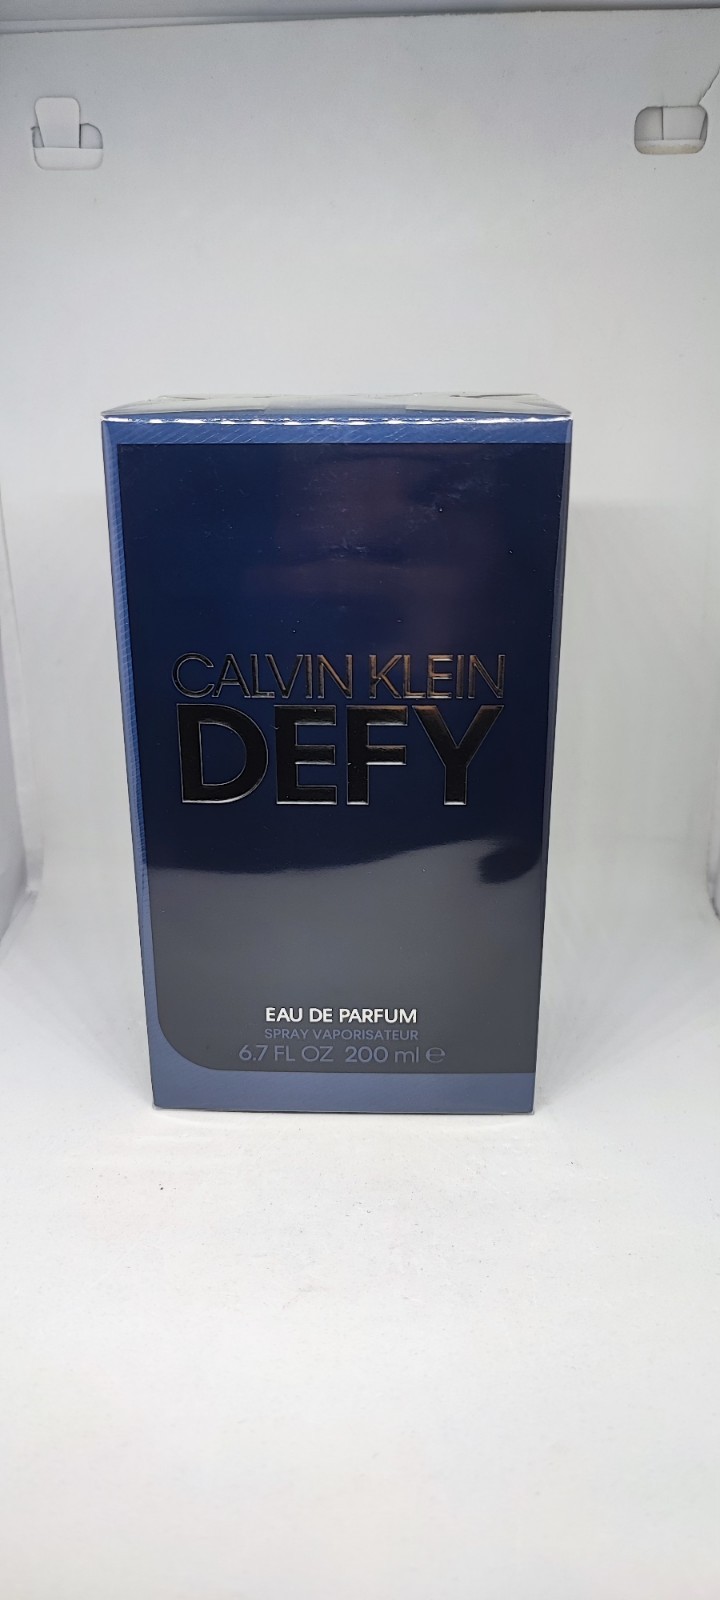 CALVIN KLEIN
DEFY
EAU DE PARFUM
SPRAY VAPORISATEUR
6.7 FL OZ 200 ml ℮